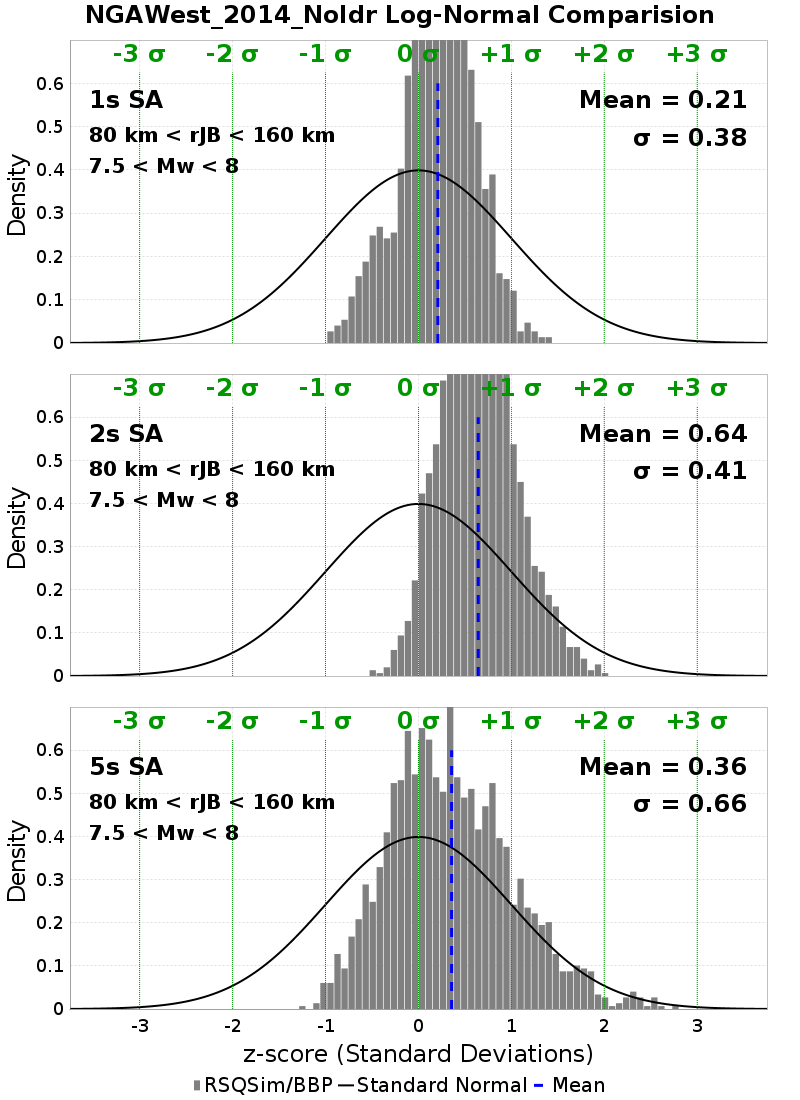 NGAWest_2014_NoIdr Log-Normal Comparision
-3 σ -2 σ -1 σ 0 σ +1 σ +2 σ +3 σ
1s SA Mean = 0.21
80 km < rJB < 160 km σ = 0.38
7.5 < Mw < 8
0.6
0.5
0.4
0.3
0.2
0.1
0
Density
-3 σ -2 σ -1 σ 0 σ +1 σ +2 σ +3 σ
2s SA Mean = 0.64
80 km < rJB < 160 km σ = 0.41
7.5 < Mw < 8
0.6
0.5
0.4
0.3
0.2
0.1
0
Density
-3 σ -2 σ -1 σ 0 σ +1 σ +2 σ +3 σ
5s SA Mean = 0.36
80 km < rJB < 160 km σ = 0.66
7.5 < Mw < 8
0.6
0.5
0.4
0.3
0.2
0.1
0
Density
-3 -2 -1 0 1 2 3
z-score (Standard Deviations)
RSQSim/BBP Standard Normal Mean